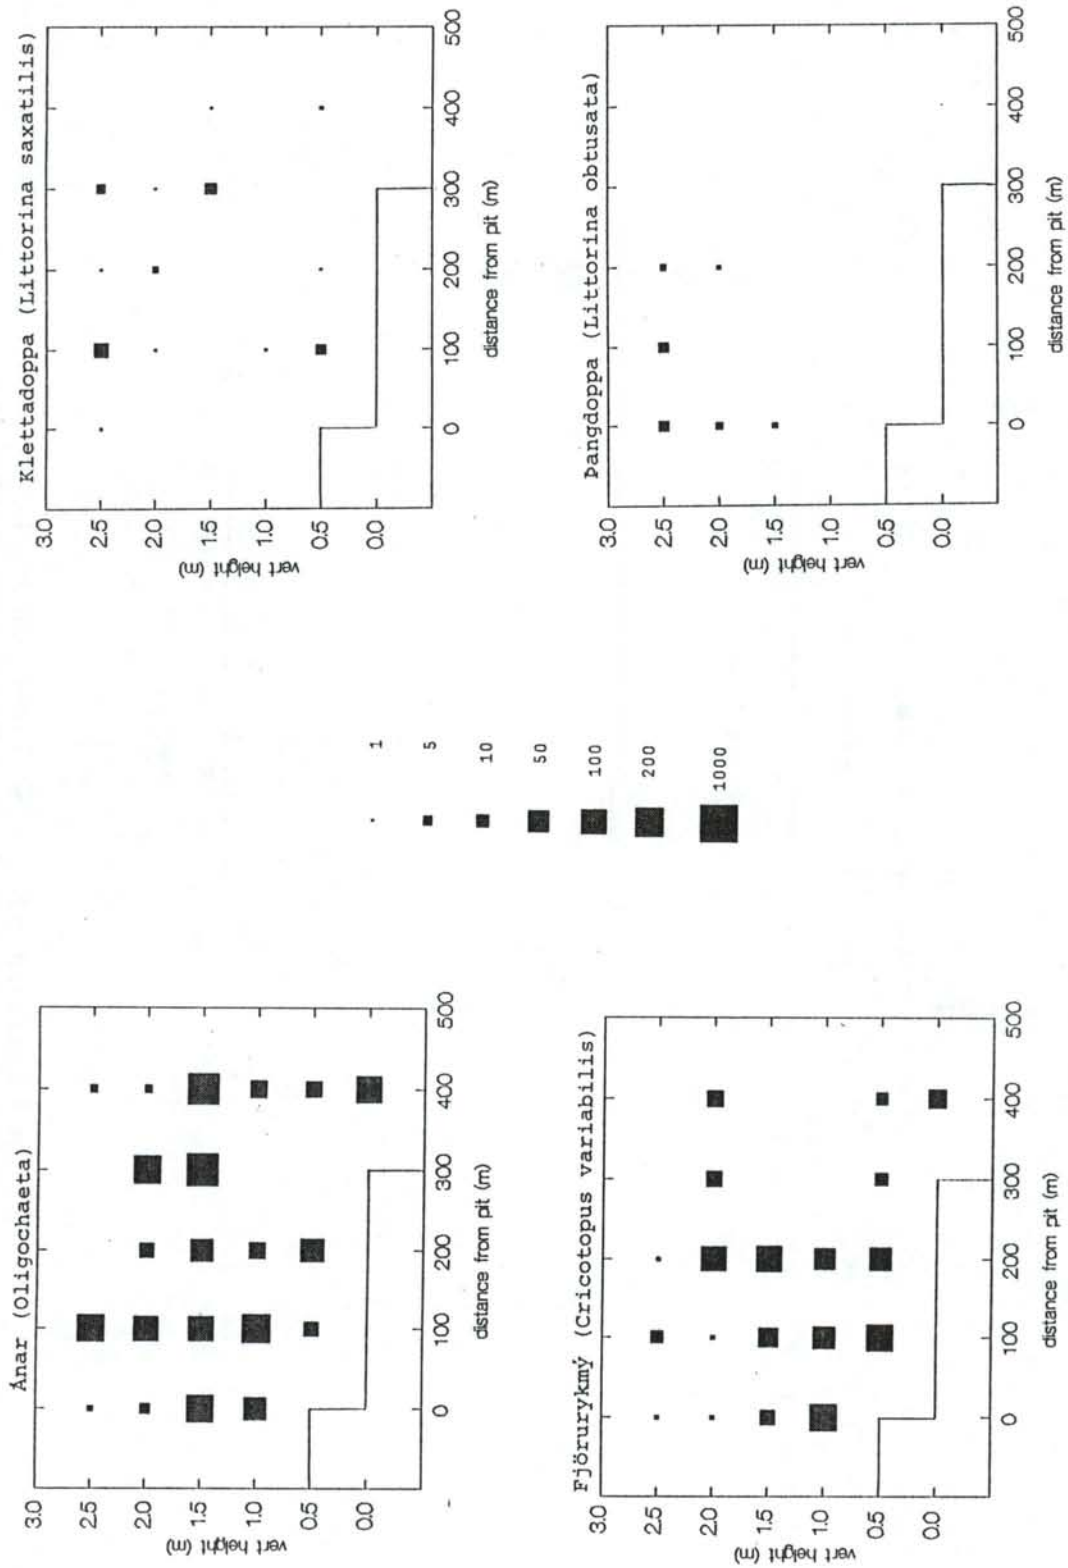 Ánar (Oligochaeta)
3.0
2.5
2.0
1.5
1.0
0.5
0.0
vert height (m)
0 100 200 300 400 500
distance from pit (m)
Klettadoppa (Littorina saxatilis)
3.0
2.5
2.0
1.5
1.0
0.5
0.0
vert height (m)
0 100 200 300 400 500
distance from pit (m)
1
5
10
50
100
200
1000
Fjörurykmý (Cricotopus variabilis)
3.0
2.5
2.0
1.5
1.0
0.5
0.0
vert height (m)
0 100 200 300 400 500
distance from pit (m)
Þangdoppa (Littorina obtusata)
3.0
2.5
2.0
1.5
1.0
0.5
0.0
vert height (m)
0 100 200 300 400 500
distance from pit (m)